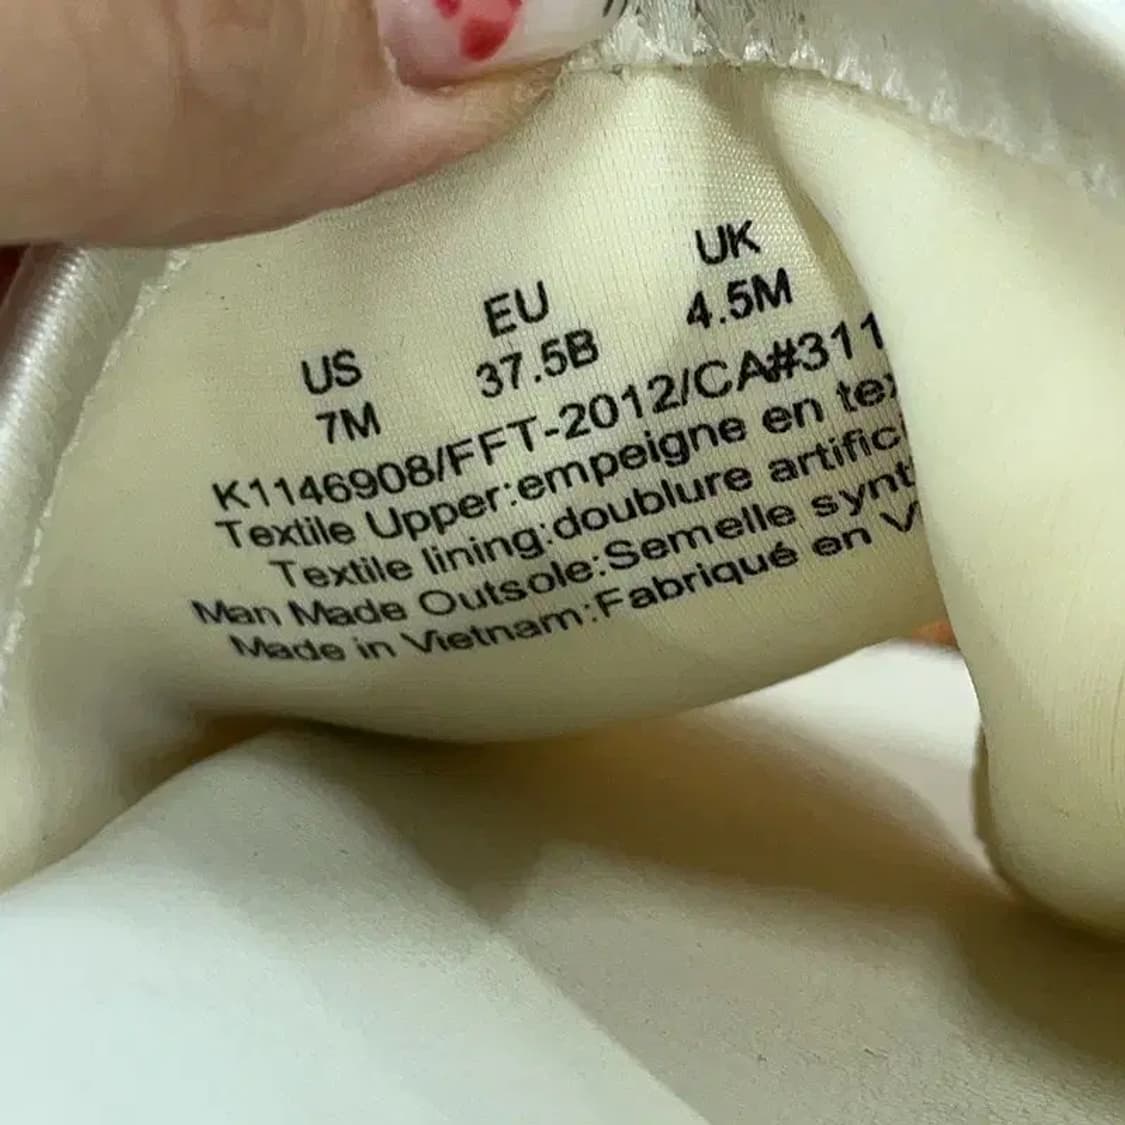 US EU UK
7M 37.5B 4.5M
K1146908/FFT-2012/CA#311
Textile Upper:empeigne en tex
Textile lining:doublure artific
Man Made Outsole:Semelle synt
Made in Vietnam:Fabriqué en V